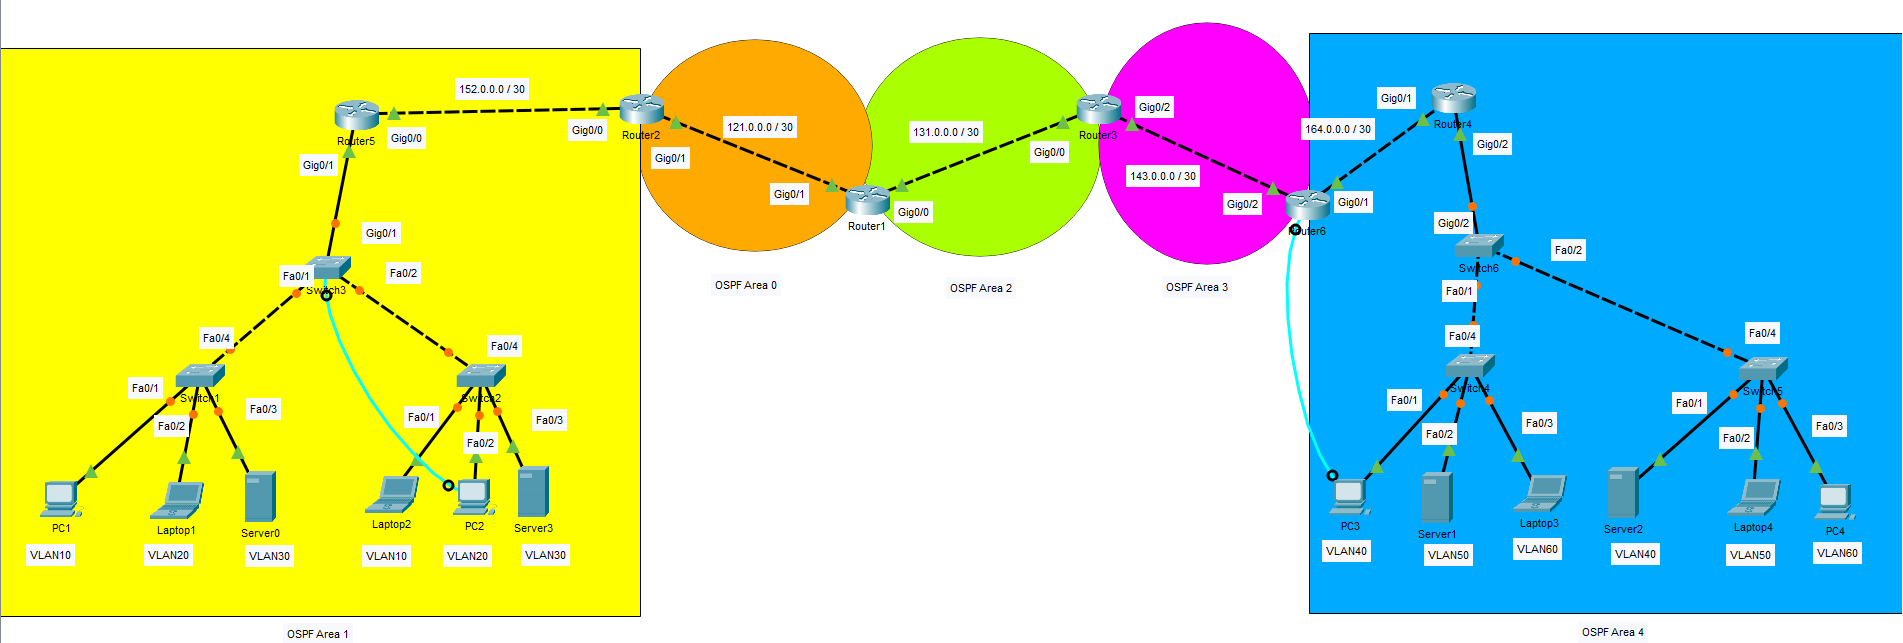 152.0.0.0 / 30
Router5
Gig0/0
Gig0/1
Gig0/0
Router2
Gig0/1
121.0.0.0 / 30
Gig0/1
Router1
Gig0/0
131.0.0.0 / 30
Gig0/0
Router3
Gig0/2
143.0.0.0 / 30
Gig0/2
Router6
Gig0/1
164.0.0.0 / 30
Gig0/1
Router4
Gig0/2
Gig0/1
Fa0/1
Switch3
Fa0/2
Fa0/4
Switch1
Fa0/1
Fa0/2
Fa0/3
Fa0/4
Switch2
Fa0/1
Fa0/2
Fa0/3
PC1
Laptop1
Server0
Laptop2
PC2
Server3
VLAN10
VLAN20
VLAN30
VLAN10
VLAN20
VLAN30
OSPF Area 1
OSPF Area 0
OSPF Area 2
OSPF Area 3
Gig0/2
Switch6
Fa0/2
Fa0/1
Fa0/4
Switch4
Fa0/1
Fa0/2
Fa0/3
Fa0/4
Switch5
Fa0/1
Fa0/2
Fa0/3
PC3
Server1
Laptop3
Server2
Laptop4
PC4
VLAN40
VLAN50
VLAN60
VLAN40
VLAN50
VLAN60
OSPF Area 4